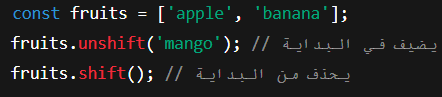 const fruits = ['apple', 'banana'];
fruits.unshift('mango'); // يضيف في البداية
fruits.shift(); // يحذف من البداية